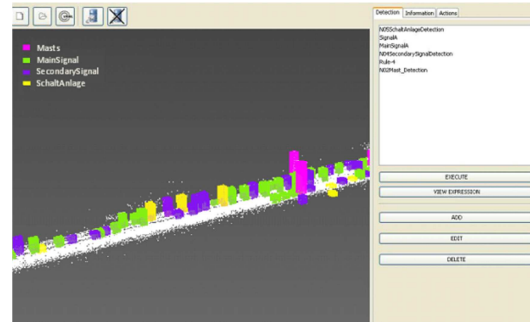 Detection Information Actions
Masts
MainSignal
SecondarySignal
SchaltAnlage
N05SchaltAnlageDetection
SignalA
MainSignalA
N04SecondarySignalDetection
Rule-4
N02Mast_Detection
EXECUTE
VIEW EXPRESSION
ADD
EDIT
DELETE